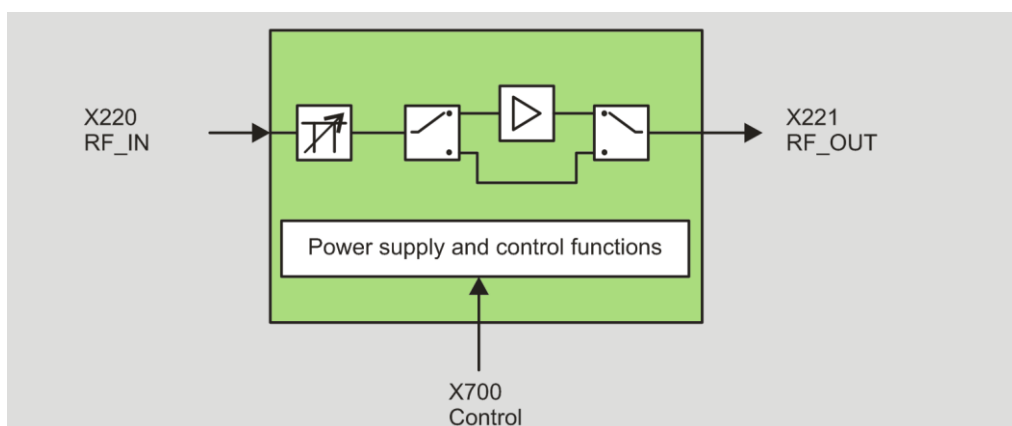 X220
RF_IN
X221
RF_OUT
Power supply and control functions
X700
Control